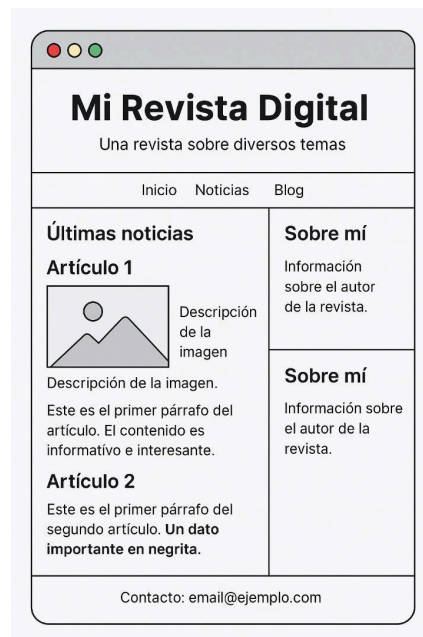 Mi Revista Digital
Una revista sobre diversos temas
Inicio Noticias Blog
Últimas noticias
Artículo 1
Descripción
de la
imagen
Descripción de la imagen.
Este es el primer párrafo del
artículo. El contenido es
informatívo e interesante.
Artículo 2
Este es el primer párrafo del
segundo artículo. Un dato
importante en negrita.
Sobre mí
Información
sobre el autor
de la revista.
Sobre mí
Información sobre
el autor de la
revista.
Contacto: email@ejemplo.com